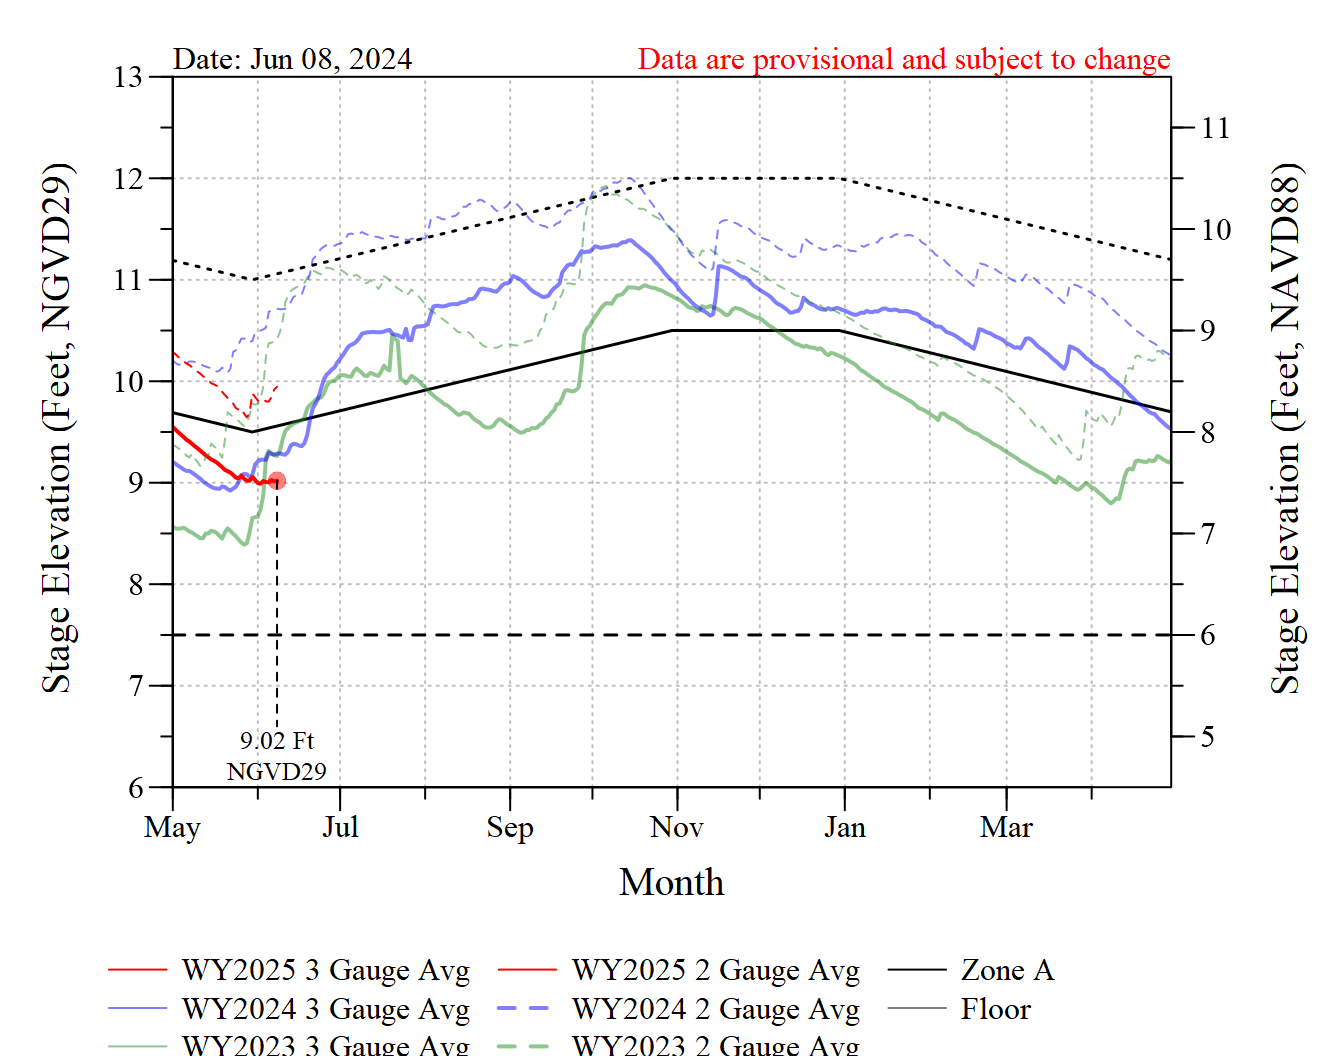 Date: Jun 08, 2024
Data are provisional and subject to change
Stage Elevation (Feet, NGVD29)
13
12
11
10
9
8
7
6
Stage Elevation (Feet, NAVD88)
11
10
9
8
7
6
5
9.02 Ft
NGVD29
May Jul Sep Nov Jan Mar
Month
WY2025 3 Gauge Avg WY2025 2 Gauge Avg Zone A
WY2024 3 Gauge Avg WY2024 2 Gauge Avg Floor
WY2023 3 Gauge Avg WY2023 2 Gauge Avg